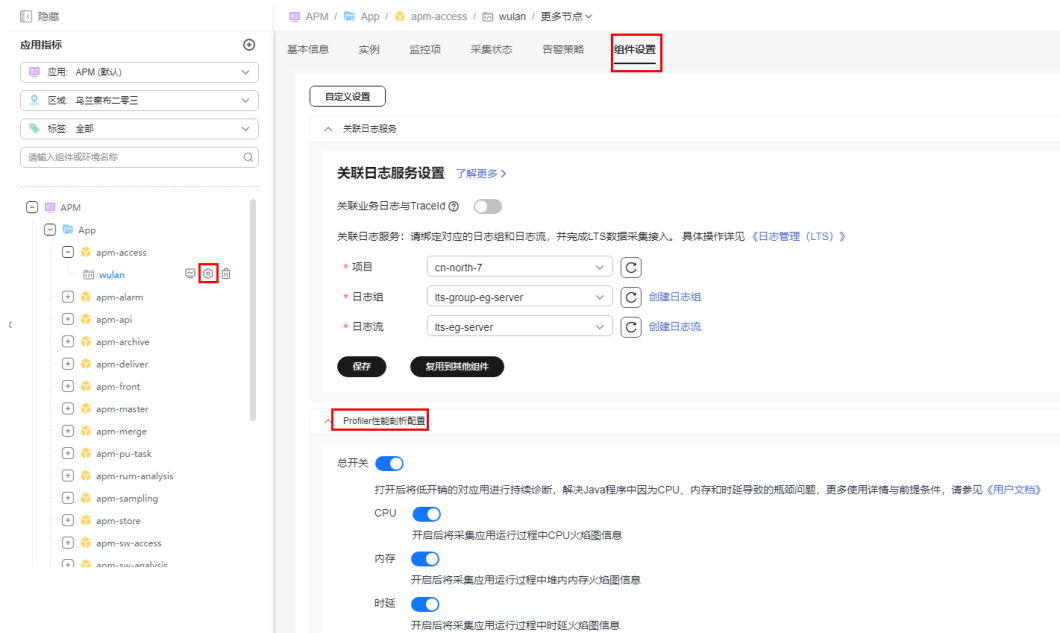 隐藏
应用指标
应用: APM (默认)
区域: 乌兰察布二零三
标签: 全部
请输入组件或环境名称
APM
App
apm-access
wulan
apm-alarm
apm-api
apm-archive
apm-deliver
apm-front
apm-master
apm-merge
apm-pu-task
apm-rum-analysis
apm-sampling
apm-store
apm-sw-access
apm-sw-analysis
APM / App / apm-access / wulan / 更多节点
基本信息 实例 监控项 采集状态 告警策略 组件设置
自定义设置
关联日志服务
关联日志服务设置 了解更多
关联业务日志与TraceId
关联日志服务：请绑定对应的日志组和日志流，并完成LTS数据采集接入。 具体操作详见 《日志管理（LTS）》
* 项目 cn-north-7
* 日志组 lts-group-eg-server 创建日志组
* 日志流 lts-eg-server 创建日志流
保存 复用到其他组件
Profiler性能剖析配置
总开关
打开后将低开销的对应用进行持续诊断，解决Java程序中因为CPU、内存和时延导致的瓶颈问题，更多使用详情与前提条件，请参见《用户文档》
CPU
开启后将采集应用运行过程中CPU火焰图信息
内存
开启后将采集应用运行过程中堆内内存火焰图信息
时延
开启后将采集应用运行过程中时延火焰图信息